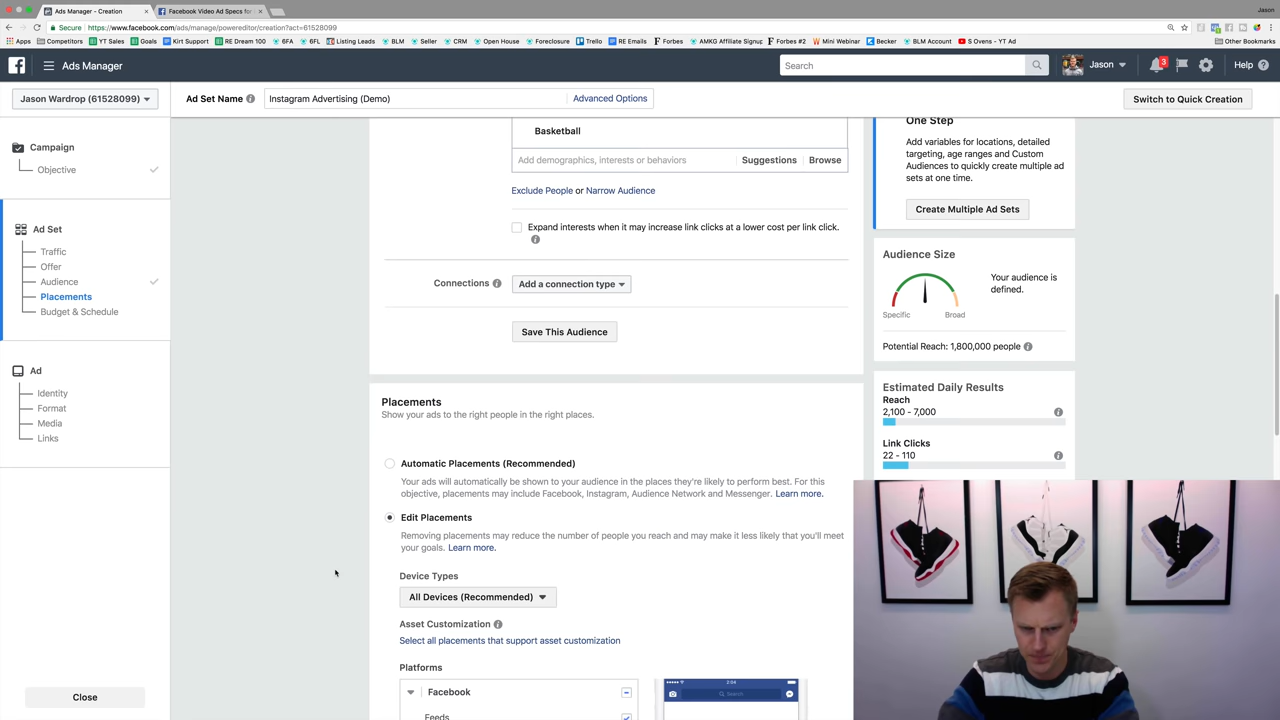 Jason
Ads Manager - Creation
Facebook Video Ad Specs for
Secure
https://www.facebook.com/ads/manage/powereditor/creation?act=61528099
Apps
Competitors
YT Sales
Goals
Kirt Support
RE Dream 100
6FA
6FL
Listing Leads
BLM
Seller
CRM
Open House
Foreclosure
Trello
RE Emails
Forbes
AMKG Affiliate Signup
Forbes #2
Mini Webinar
Becker
BLM Account
S Ovens - YT Ad
Other Bookmarks
Ads Manager
Search
Jason
3
Help
Jason Wardrop (61528099)
Ad Set Name
Instagram Advertising (Demo)
Advanced Options
Switch to Quick Creation
Campaign
Objective
Ad Set
Traffic
Offer
Audience
Placements
Budget & Schedule
Ad
Identity
Format
Media
Links
Close
Basketball
Add demographics, interests or behaviors
Suggestions
Browse
Exclude People or Narrow Audience
Expand interests when it may increase link clicks at a lower cost per link click.
Connections
Add a connection type
Save This Audience
Placements
Show your ads to the right people in the right places.
Automatic Placements (Recommended)
Your ads will automatically be shown to your audience in the places they're likely to perform best. For this
objective, placements may include Facebook, Instagram, Audience Network and Messenger. Learn more.
Edit Placements
Removing placements may reduce the number of people you reach and may make it less likely that you'll meet
your goals. Learn more.
Device Types
All Devices (Recommended)
Asset Customization
Select all placements that support asset customization
Platforms
Facebook
Feeds
2:04
Search
One Step
Add variables for locations, detailed
targeting, age ranges and Custom
Audiences to quickly create multiple ad
sets at one time.
Create Multiple Ad Sets
Audience Size
Your audience is
defined.
Specific
Broad
Potential Reach: 1,800,000 people
Estimated Daily Results
Reach
2,100 - 7,000
Link Clicks
22 - 110